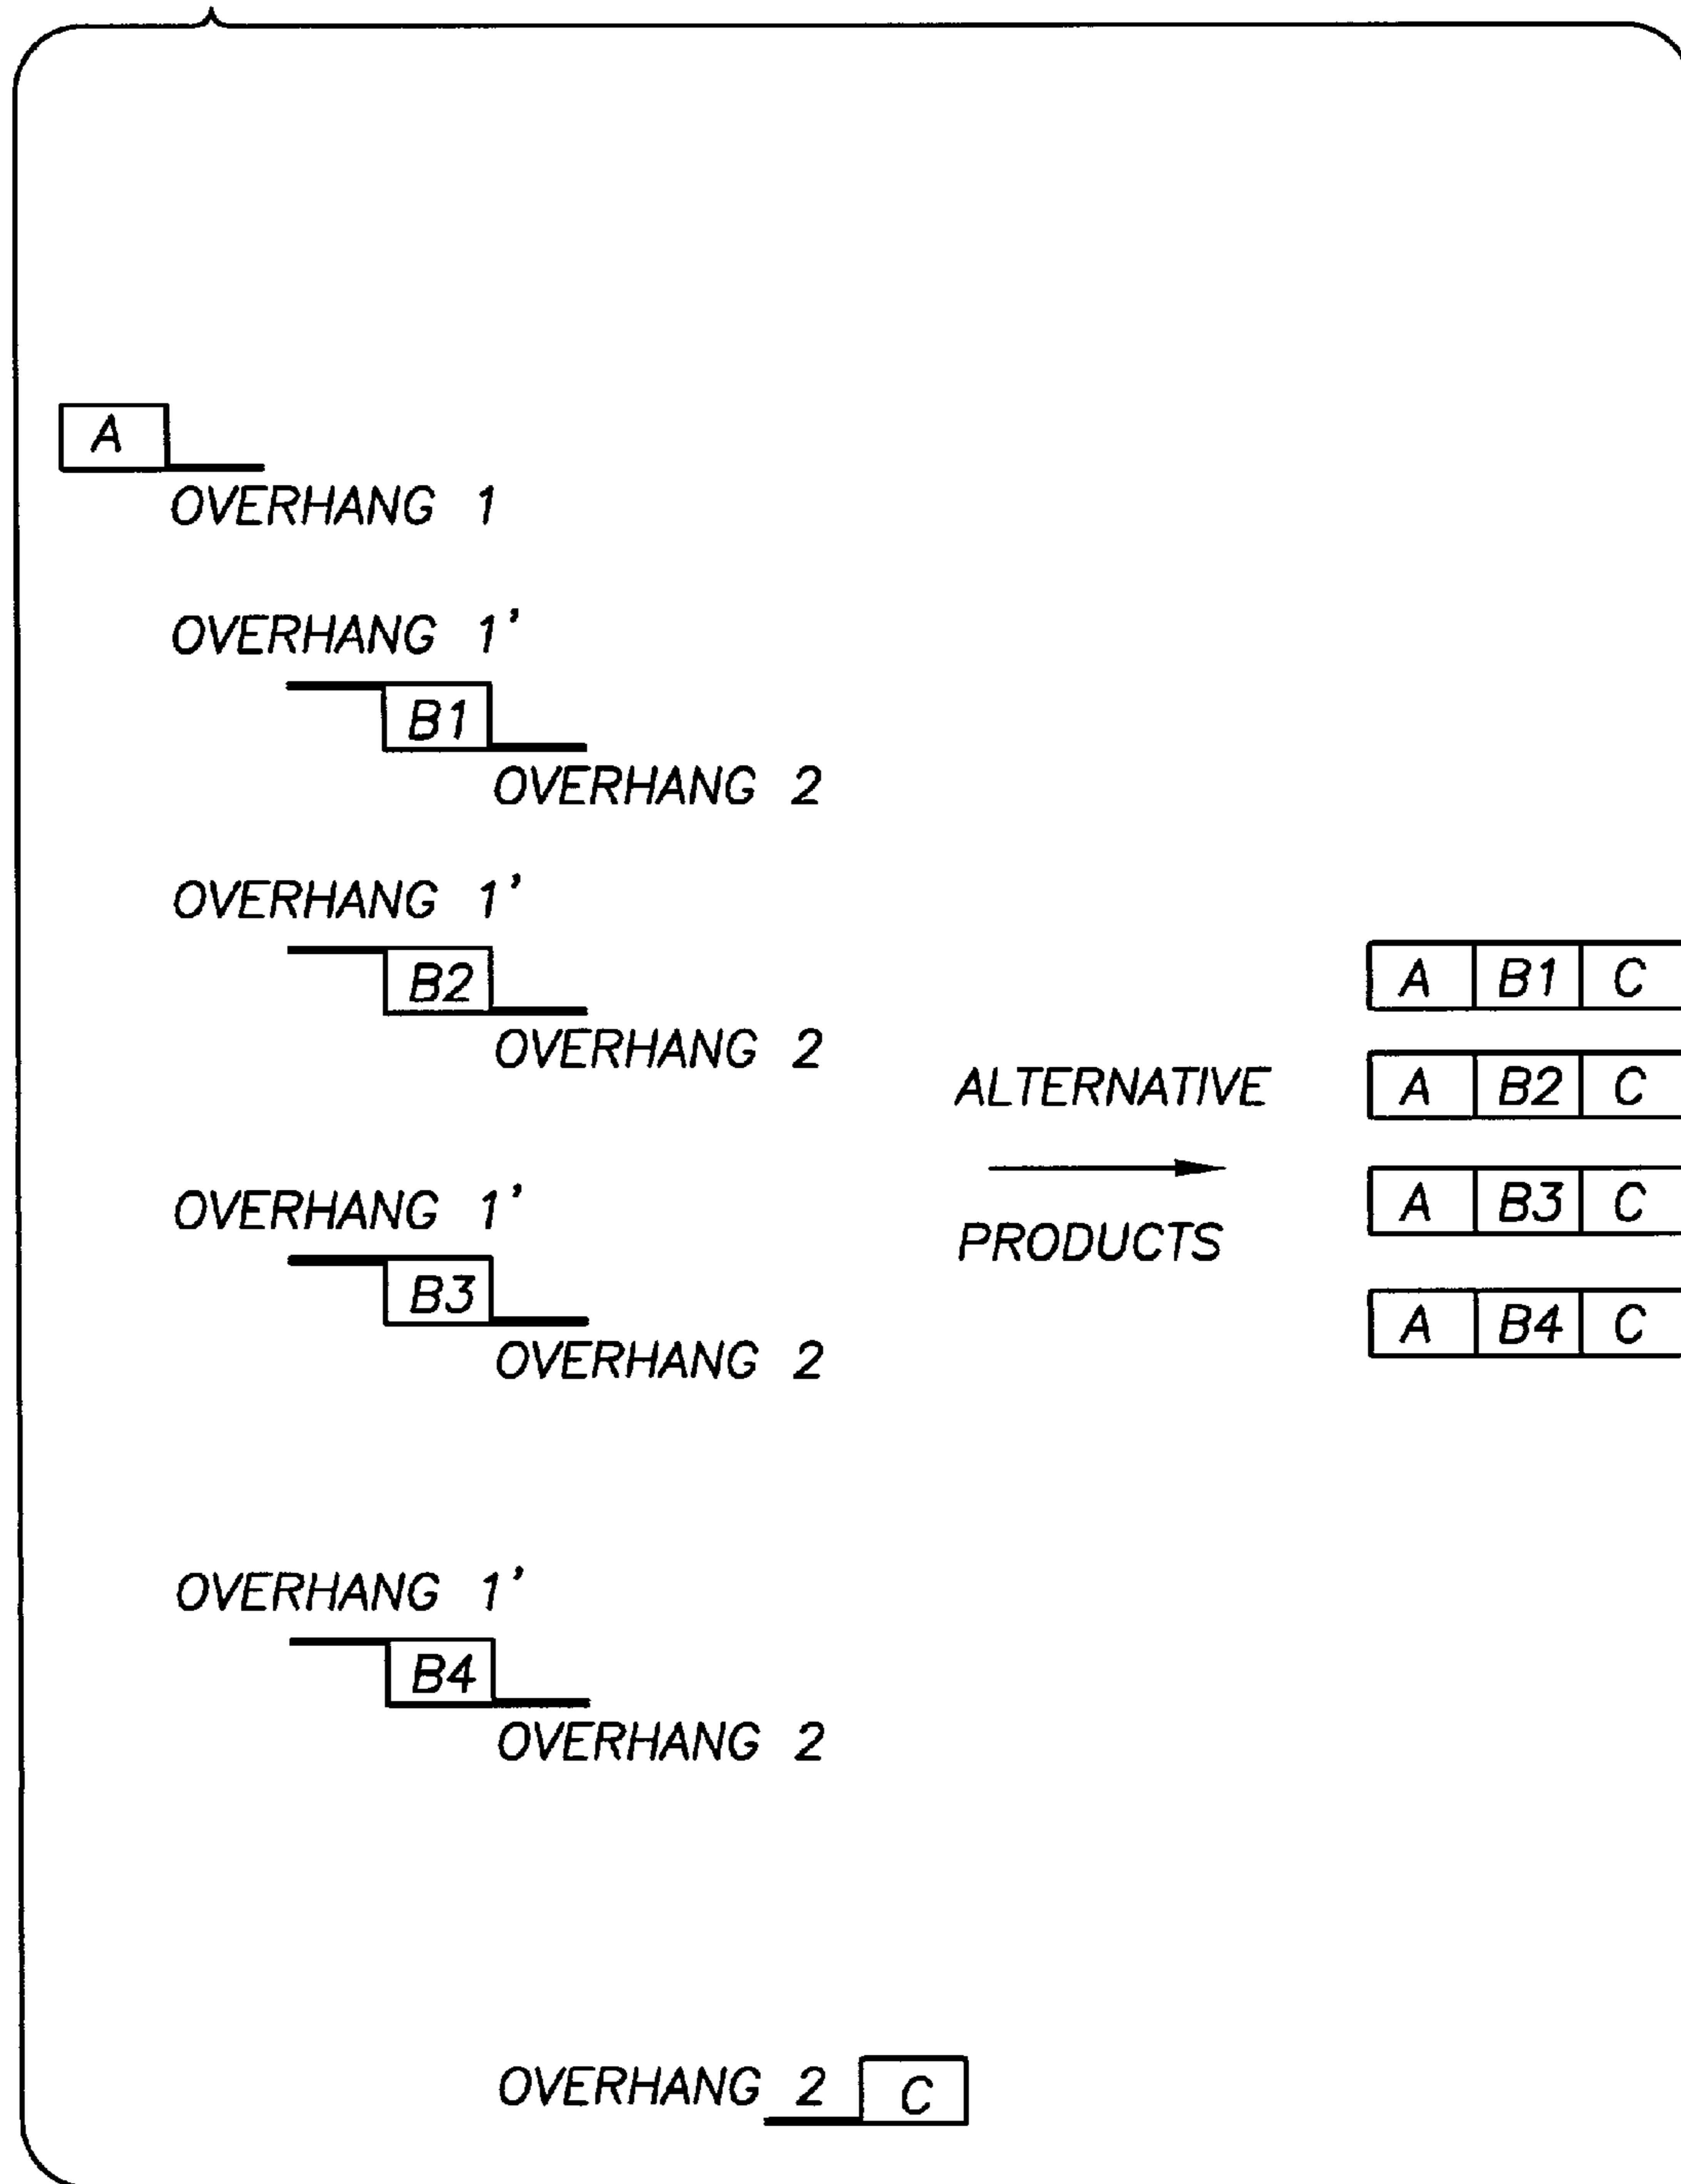 A
OVERHANG 1
OVERHANG 1'
B1
OVERHANG 2
OVERHANG 1'
B2
OVERHANG 2
OVERHANG 1'
B3
OVERHANG 2
OVERHANG 1'
B4
OVERHANG 2
OVERHANG 2 C
ALTERNATIVE
PRODUCTS
A B1 C
A B2 C
A B3 C
A B4 C